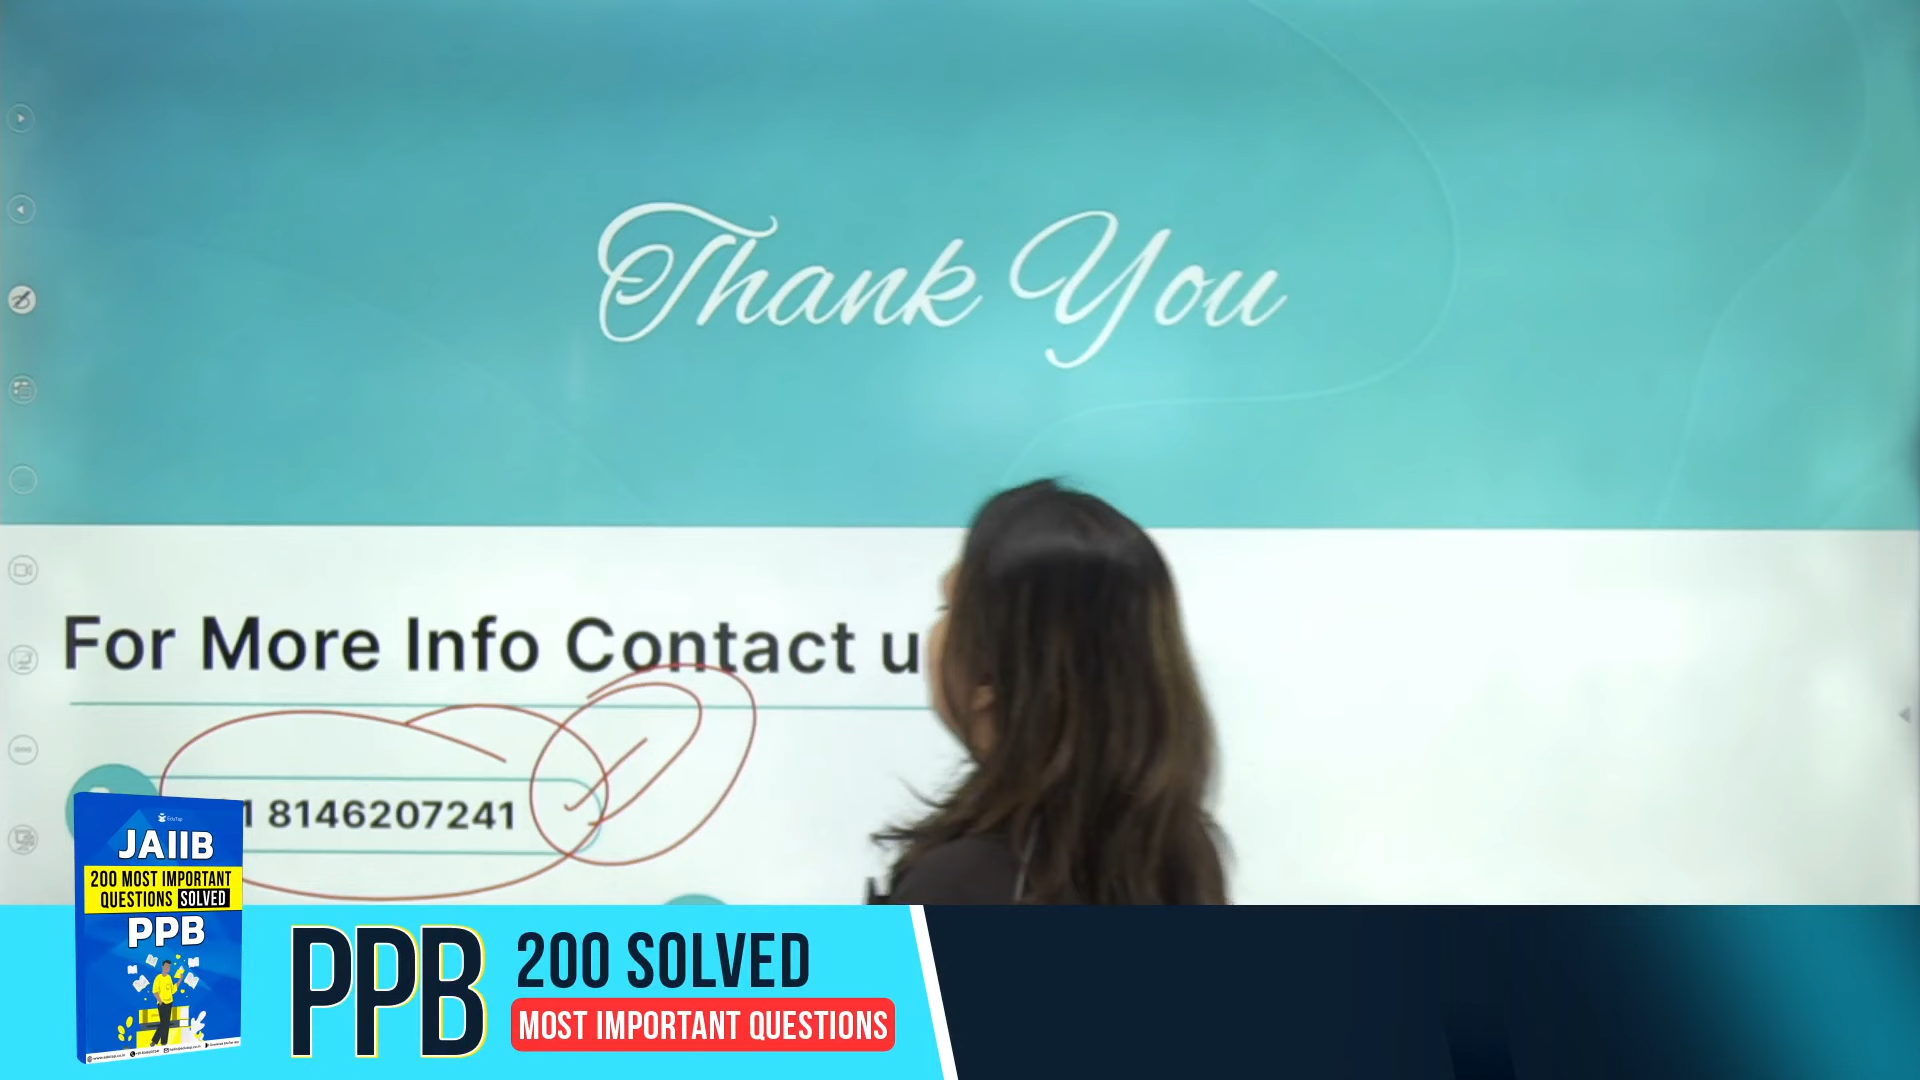 Thank You
For More Info Contact u
1 8146207241
EduTap
JAIIB
200 MOST IMPORTANT
QUESTIONS SOLVED
PPB
PPB
200 SOLVED
MOST IMPORTANT QUESTIONS